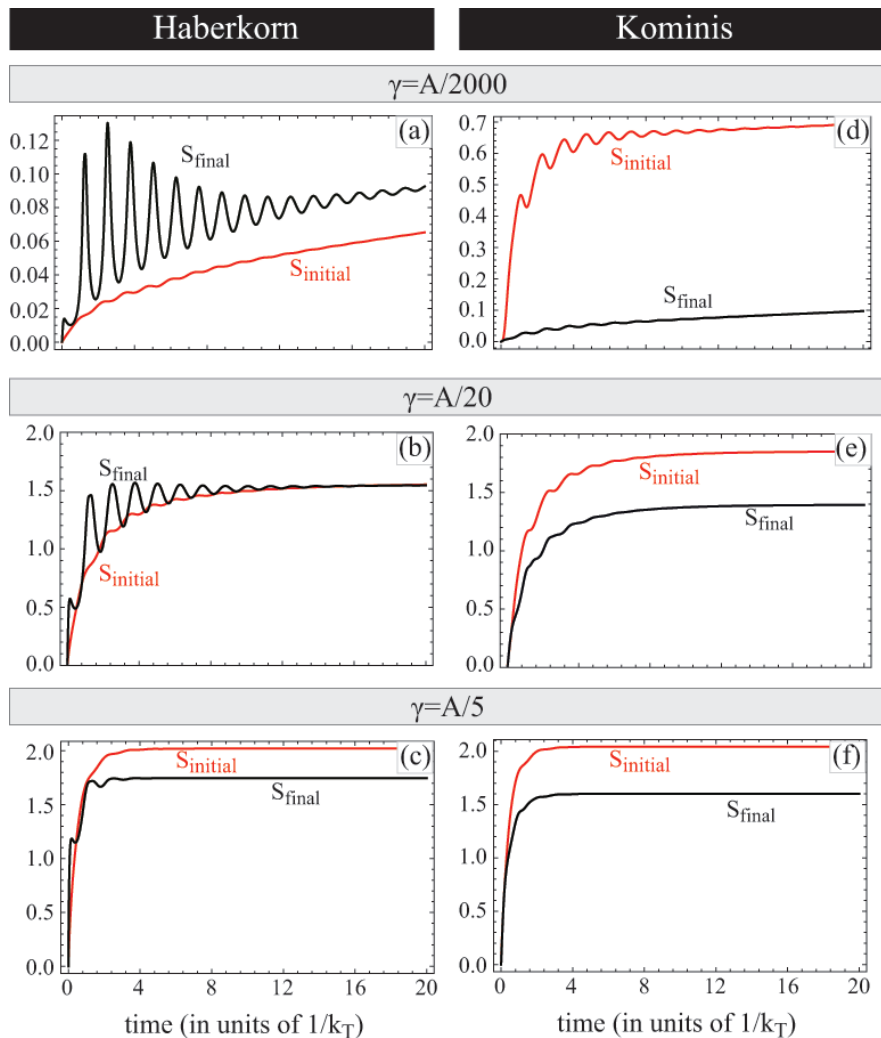 Haberkorn
Kominis
γ=A/2000
(a)
0.12
0.10
0.08
0.06
0.04
0.02
0.00
S_final
S_initial
(d)
0.7
0.6
0.5
0.4
0.3
0.2
0.1
0.0
S_initial
S_final
γ=A/20
(b)
2.0
1.5
1.0
0.5
0.0
S_final
S_initial
(e)
2.0
1.5
1.0
0.5
0.0
S_initial
S_final
γ=A/5
(c)
2.0
1.5
1.0
0.5
0.0
S_initial
S_final
0 4 8 12 16 20
time (in units of 1/k_T)
(f)
2.0
1.5
1.0
0.5
0.0
S_initial
S_final
0 4 8 12 16 20
time (in units of 1/k_T)